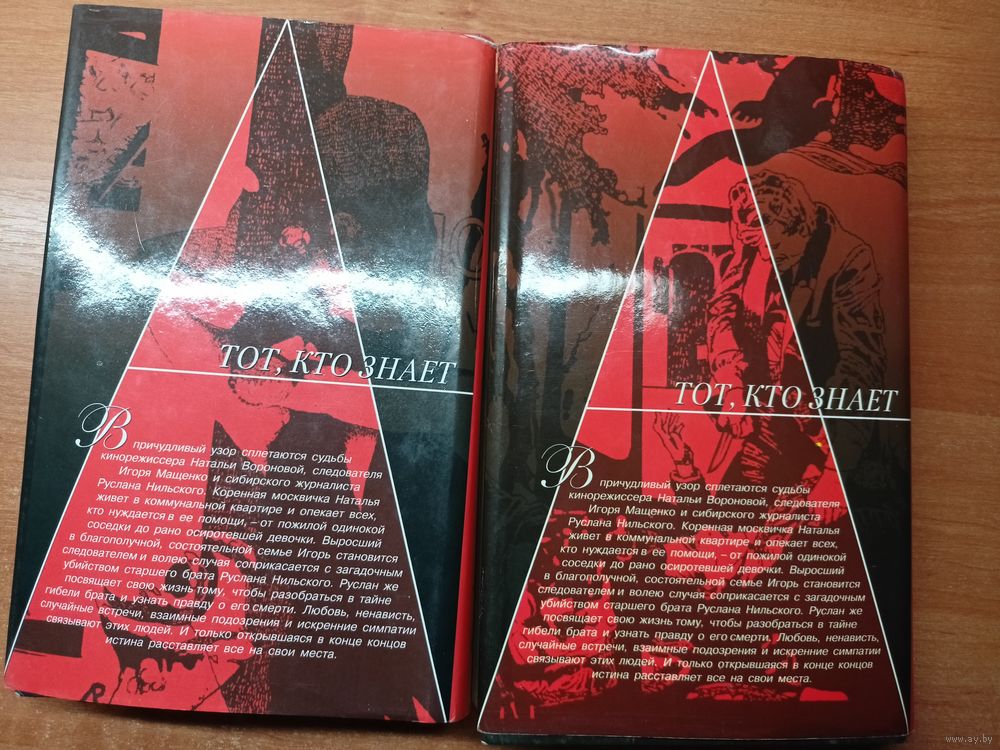 ТОТ, КТО ЗНАЕТ
В причудливый узор сплетаются судьбы
кинорежиссера Натальи Вороновой, следователя
Игоря Мащенко и сибирского журналиста
Руслана Нильского. Коренная москвичка Наталья
живет в коммунальной квартире и опекает всех,
кто нуждается в ее помощи, – от пожилой одинокой
соседки до рано осиротевшей девочки. Выросший
в благополучной, состоятельной семье Игорь становится
следователем и волею случая соприкасается с загадочным
убийством старшего брата Руслана Нильского. Руслан же
посвящает свою жизнь тому, чтобы разобраться в тайне
гибели брата и узнать правду о его смерти. Любовь, ненависть,
случайные встречи, взаимные подозрения и искренние симпатии
связывают этих людей. И только открывшаяся в конце концов
истина расставляет все на свои места.
ТОТ, КТО ЗНАЕТ
В причудливый узор сплетаются судьбы
кинорежиссера Натальи Вороновой, следователя
Игоря Мащенко и сибирского журналиста
Руслана Нильского. Коренная москвичка Наталья
живет в коммунальной квартире и опекает всех,
кто нуждается в ее помощи, – от пожилой одинокой
соседки до рано осиротевшей девочки. Выросший
в благополучной, состоятельной семье Игорь становится
следователем и волею случая соприкасается с загадочным
убийством старшего брата Руслана Нильского. Руслан же
посвящает свою жизнь тому, чтобы разобраться в тайне
гибели брата и узнать правду о его смерти. Любовь, ненависть,
случайные встречи, взаимные подозрения и искренние симпатии
связывают этих людей. И только открывшаяся в конце концов
истина расставляет все на свои места.
www.ay.by